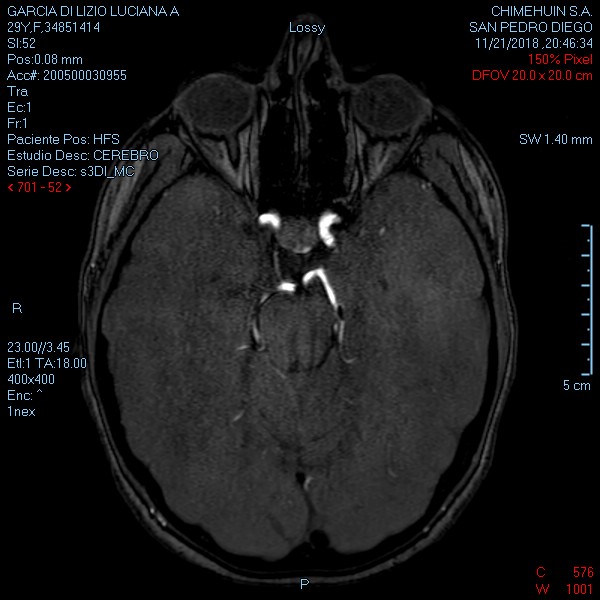 GARCIA DI LIZIO LUCIANA A
29Y,F,34851414
Sl:52
Pos:0.08 mm
Acc#: 200500030955
Tra
Ec:1
Fr:1
Paciente Pos: HFS
Estudio Desc: CEREBRO
Serie Desc: s3DI_MC
< 701 - 52 >
Lossy
CHIMEHUIN S.A.
SAN PEDRO DIEGO
11/21/2018 ,20:46:34
150% Pixel
DFOV 20.0 x 20.0 cm
SW 1.40 mm
R
23.00//3.45
Etl:1 TA:18.00
400x400
Enc: ^
1nex
5 cm
P
C 576
W 1001